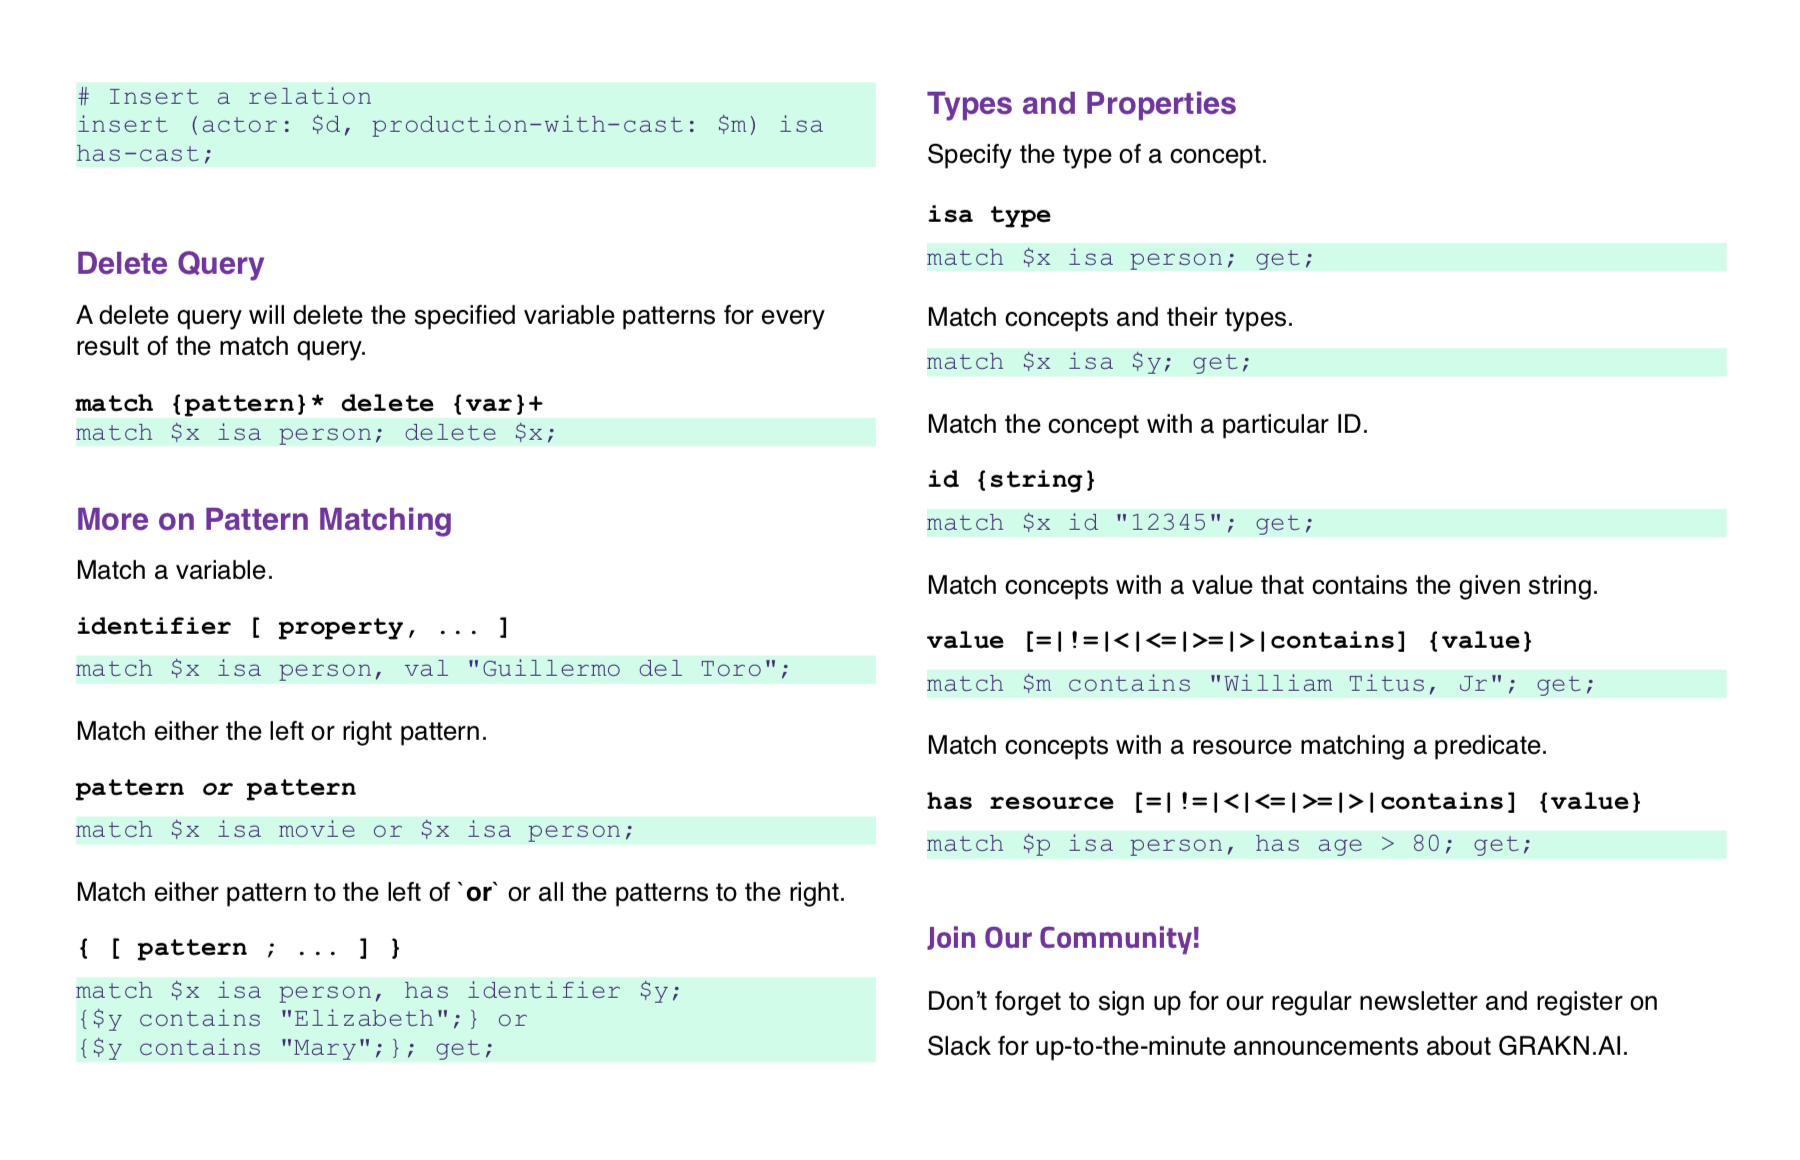 # Insert a relation
insert (actor: $d, production-with-cast: $m) isa
has-cast;
Delete Query
A delete query will delete the specified variable patterns for every
result of the match query.
match {pattern}* delete {var}+
match $x isa person; delete $x;
More on Pattern Matching
Match a variable.
identifier [ property, ... ]
match $x isa person, val "Guillermo del Toro";
Match either the left or right pattern.
pattern or pattern
match $x isa movie or $x isa person;
Match either pattern to the left of `or` or all the patterns to the right.
{ [ pattern ; ... ] }
match $x isa person, has identifier $y;
{$y contains "Elizabeth";} or
{$y contains "Mary";}; get;
Types and Properties
Specify the type of a concept.
isa type
match $x isa person; get;
Match concepts and their types.
match $x isa $y; get;
Match the concept with a particular ID.
id {string}
match $x id "12345"; get;
Match concepts with a value that contains the given string.
value [=|!=|<|<=|>=|>|contains] {value}
match $m contains "William Titus, Jr"; get;
Match concepts with a resource matching a predicate.
has resource [=|!=|<|<=|>=|>|contains] {value}
match $p isa person, has age > 80; get;
Join Our Community!
Don’t forget to sign up for our regular newsletter and register on
Slack for up-to-the-minute announcements about GRAKN.AI.